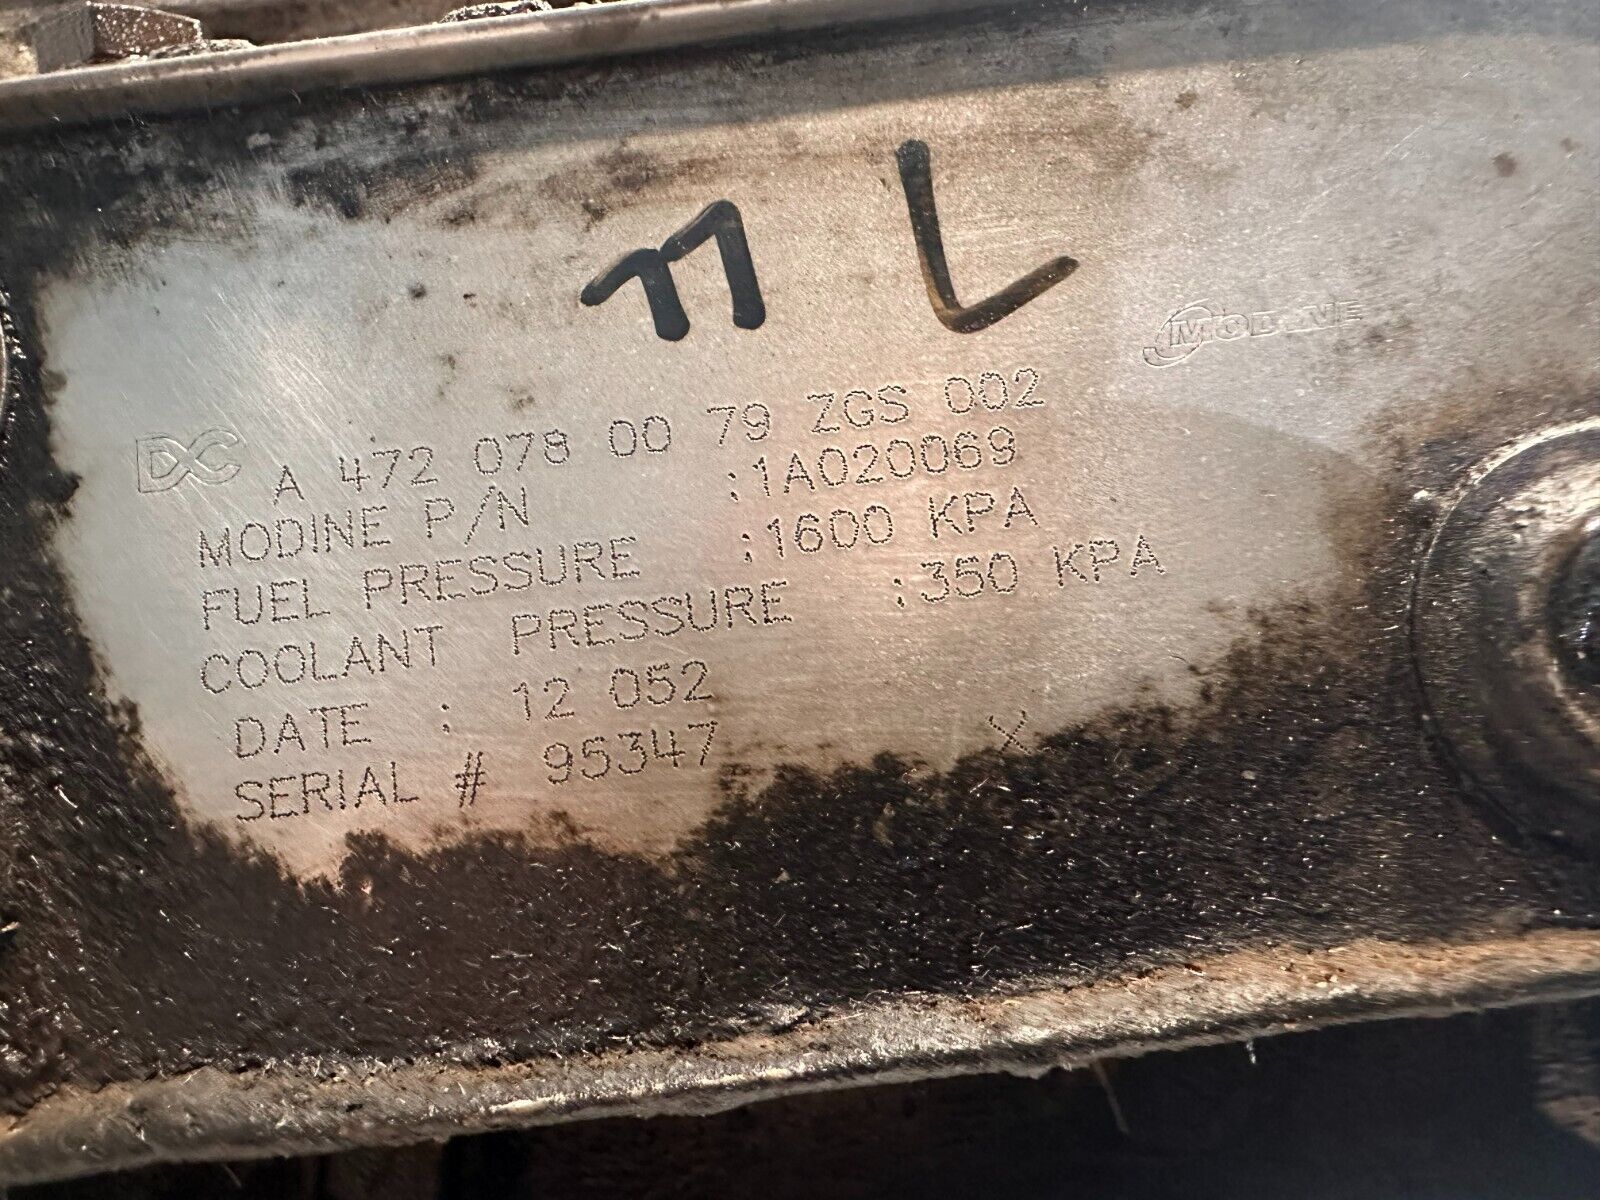 77 L
MODINE
DC
A 472 078 00 79 ZGS 002
MODINE P/N :1A020069
FUEL PRESSURE :1600 KPA
COOLANT PRESSURE :350 KPA
DATE : 12 052
SERIAL # 95347
X